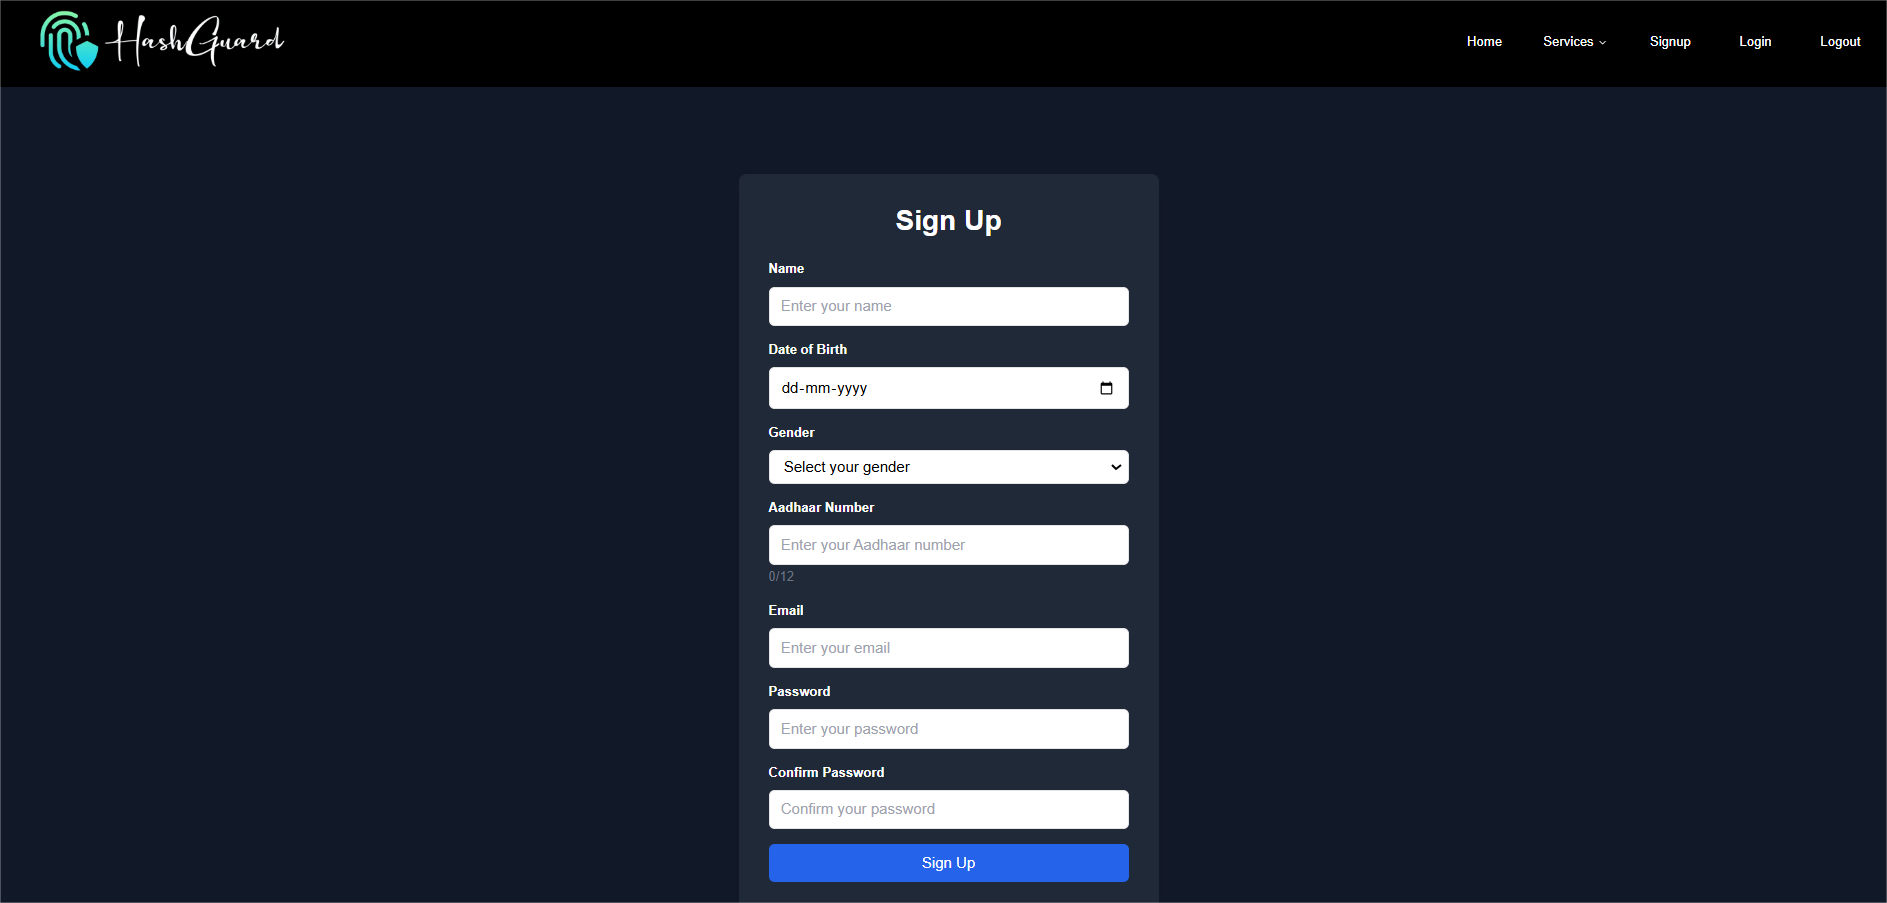 HashGuard
Home Services Signup Login Logout
Sign Up
Name
Enter your name
Date of Birth
dd-mm-yyyy
Gender
Select your gender
Aadhaar Number
Enter your Aadhaar number
0/12
Email
Enter your email
Password
Enter your password
Confirm Password
Confirm your password
Sign Up